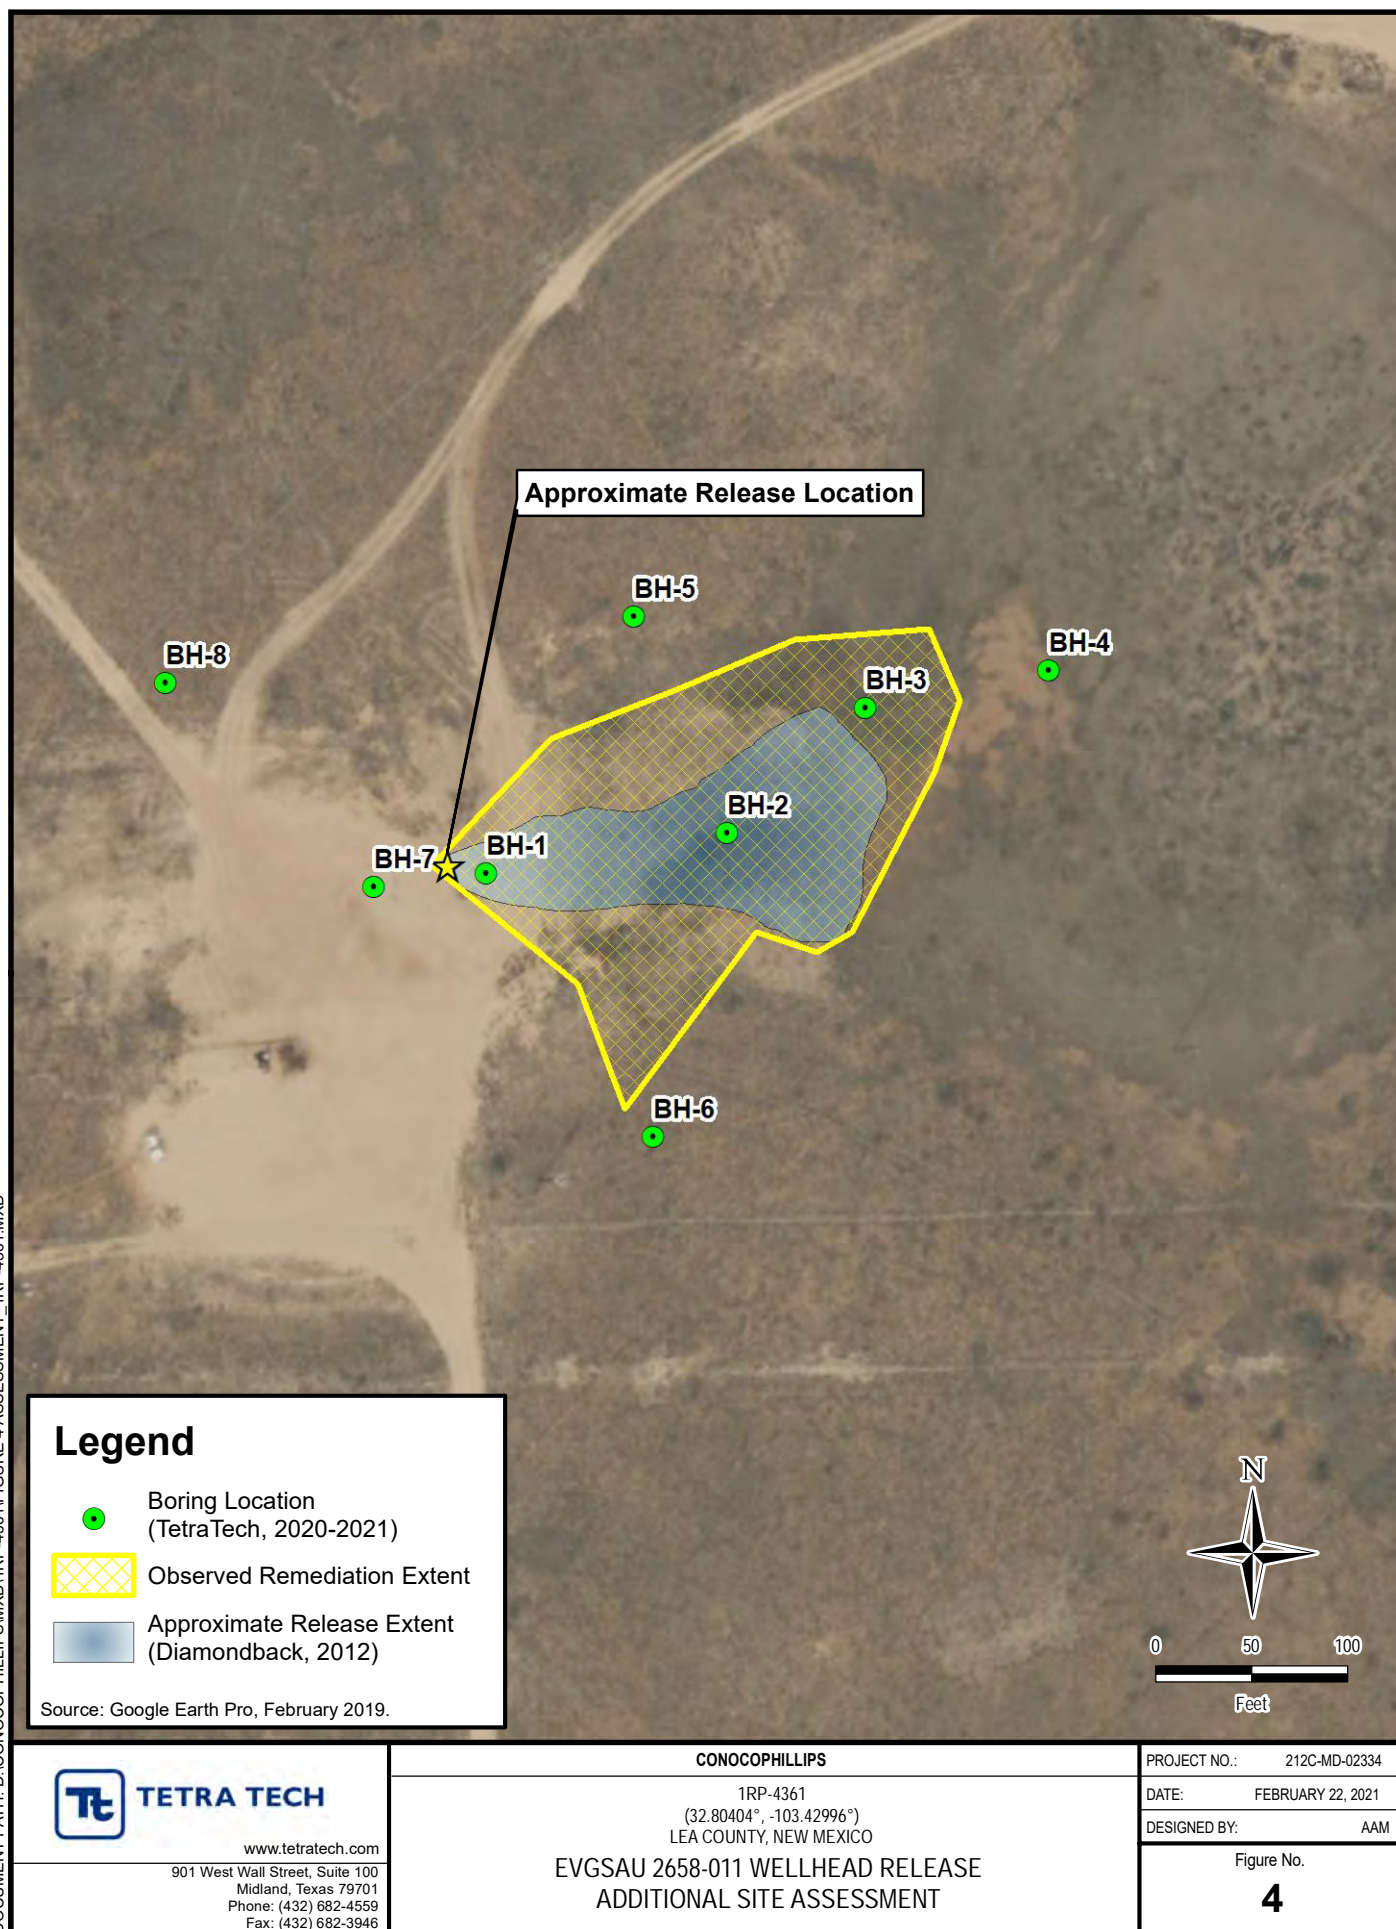 Approximate Release Location
BH-5
BH-8
BH-4
BH-3
BH-2
BH-1
BH-7
BH-6
Legend
Boring Location
(TetraTech, 2020-2021)
Observed Remediation Extent
Approximate Release Extent
(Diamondback, 2012)
Source: Google Earth Pro, February 2019.
N
0 50 100
Feet
Tt TETRA TECH
www.tetratech.com
901 West Wall Street, Suite 100
Midland, Texas 79701
Phone: (432) 682-4559
Fax: (432) 682-3946
CONOCOPHILLIPS
1RP-4361
(32.80404°, -103.42996°)
LEA COUNTY, NEW MEXICO
EVGSAU 2658-011 WELLHEAD RELEASE
ADDITIONAL SITE ASSESSMENT
PROJECT NO.: 212C-MD-02334
DATE: FEBRUARY 22, 2021
DESIGNED BY: AAM
Figure No.
4